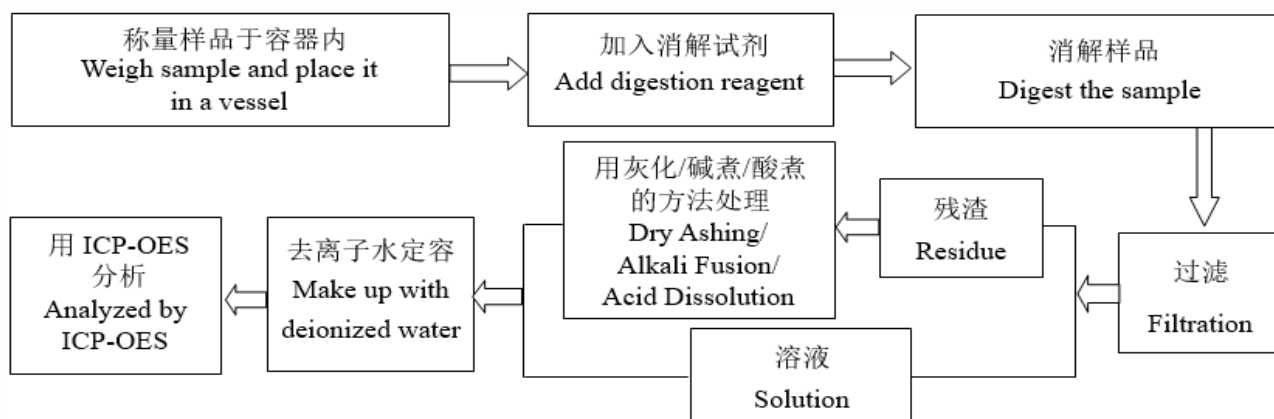 称量样品于容器内
Weigh sample and place it
in a vessel
加入消解试剂
Add digestion reagent
消解样品
Digest the sample
过滤
Filtration
残渣
Residue
用灰化/碱煮/酸煮
的方法处理
Dry Ashing/
Alkali Fusion/
Acid Dissolution
溶液
Solution
去离子水定容
Make up with
deionized water
用 ICP-OES
分析
Analyzed by
ICP-OES